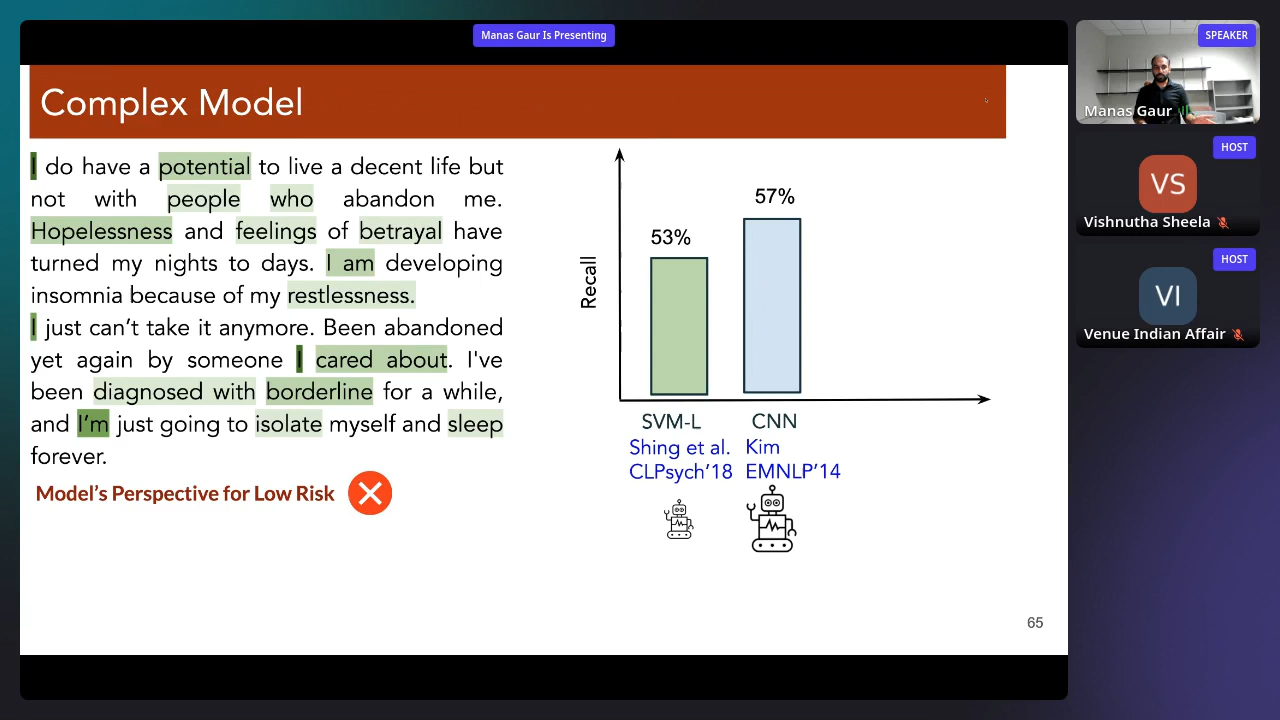 Manas Gaur Is Presenting
Complex Model
I do have a potential to live a decent life but
not with people who abandon me.
Hopelessness and feelings of betrayal have
turned my nights to days. I am developing
insomnia because of my restlessness.
I just can’t take it anymore. Been abandoned
yet again by someone I cared about. I've
been diagnosed with borderline for a while,
and I’m just going to isolate myself and sleep
forever.
Model’s Perspective for Low Risk
Recall
53%
57%
SVM-L
Shing et al.
CLPsych’18
CNN
Kim
EMNLP’14
65
SPEAKER
Manas Gaur
HOST
VS
Vishnutha Sheela
HOST
VI
Venue Indian Affair